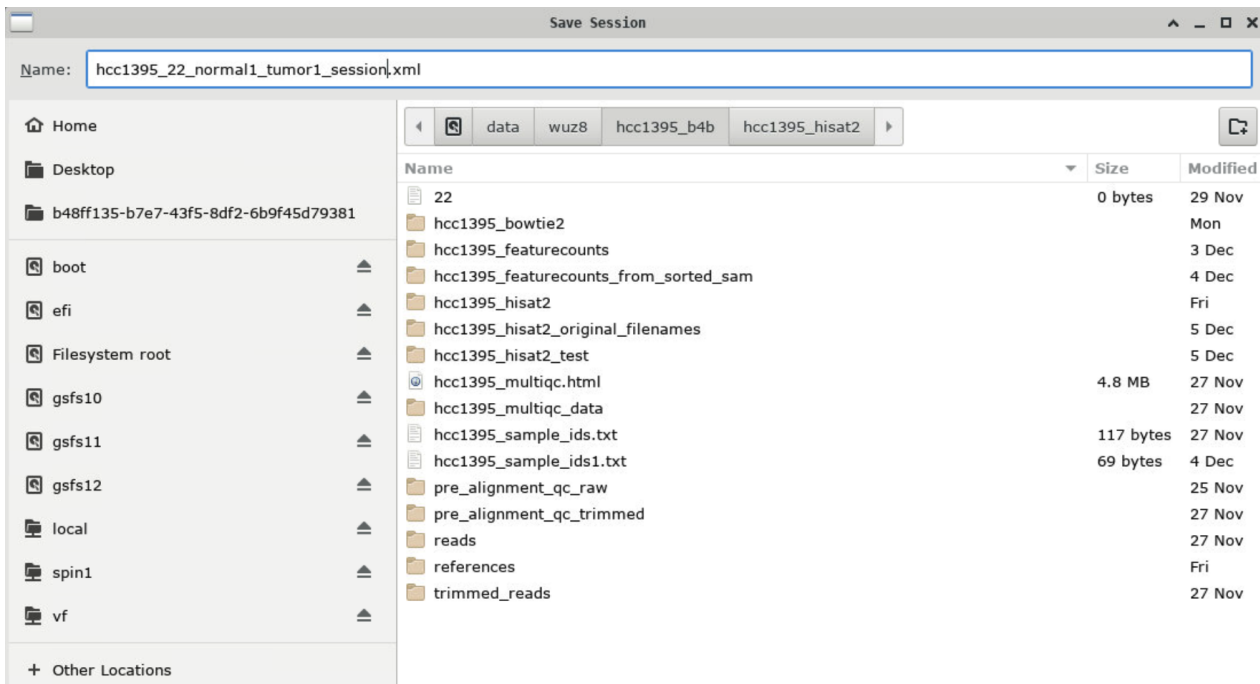 Save Session
Name: hcc1395_22_normal1_tumor1_session.xml
Home
Desktop
b48ff135-b7e7-43f5-8df2-6b9f45d79381
boot
efi
Filesystem root
gsfs10
gsfs11
gsfs12
local
spin1
vf
+ Other Locations
data wuz8 hcc1395_b4b hcc1395_hisat2
Name Size Modified
22 0 bytes 29 Nov
hcc1395_bowtie2 Mon
hcc1395_featurecounts 3 Dec
hcc1395_featurecounts_from_sorted_sam 4 Dec
hcc1395_hisat2 Fri
hcc1395_hisat2_original_filenames 5 Dec
hcc1395_hisat2_test 5 Dec
hcc1395_multiqc.html 4.8 MB 27 Nov
hcc1395_multiqc_data 27 Nov
hcc1395_sample_ids.txt 117 bytes 27 Nov
hcc1395_sample_ids1.txt 69 bytes 4 Dec
pre_alignment_qc_raw 25 Nov
pre_alignment_qc_trimmed 27 Nov
reads 27 Nov
references Fri
trimmed_reads 27 Nov